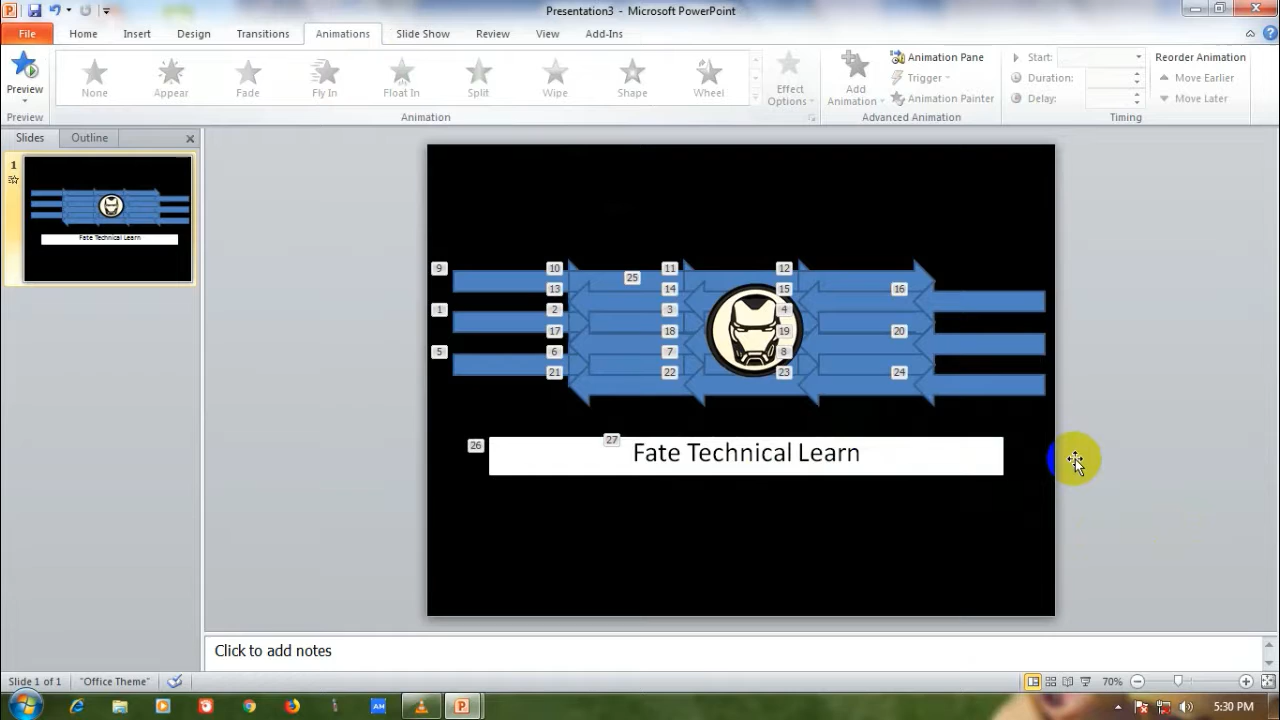 Presentation3 - Microsoft PowerPoint
File Home Insert Design Transitions Animations Slide Show Review View Add-Ins
Preview
None Appear Fade Fly In Float In Split Wipe Shape Wheel
Effect Options
Add Animation
Animation Pane
Trigger
Animation Painter
Start:
Duration:
Delay:
Reorder Animation
Move Earlier
Move Later
Preview Animation Advanced Animation Timing
Slides Outline
1
Fate Technical Learn
9 10 25 11 12
13 14 15 16
1 2 3 4
17 18 19 20
5 6 7 8
21 22 23 24
26 27
Fate Technical Learn
Click to add notes
Slide 1 of 1 "Office Theme" 70%
AM
5:30 PM